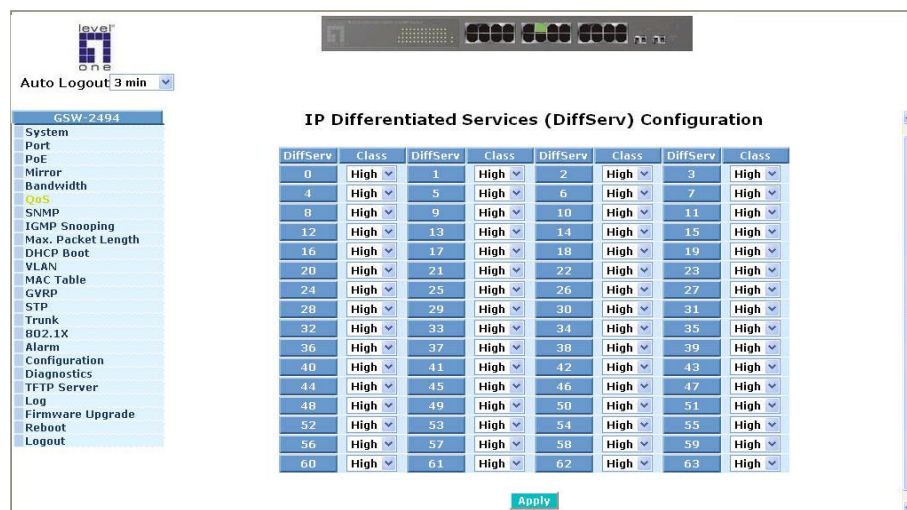 level
one
Auto Logout 3 min
GSW-2494
System
Port
PoE
Mirror
Bandwidth
QoS
SNMP
IGMP Snooping
Max. Packet Length
DHCP Boot
VLAN
MAC Table
GVRP
STP
Trunk
802.1X
Alarm
Configuration
Diagnostics
TFTP Server
Log
Firmware Upgrade
Reboot
Logout
IP Differentiated Services (DiffServ) Configuration
DiffServ Class DiffServ Class DiffServ Class DiffServ Class
0 High 1 High 2 High 3 High
4 High 5 High 6 High 7 High
8 High 9 High 10 High 11 High
12 High 13 High 14 High 15 High
16 High 17 High 18 High 19 High
20 High 21 High 22 High 23 High
24 High 25 High 26 High 27 High
28 High 29 High 30 High 31 High
32 High 33 High 34 High 35 High
36 High 37 High 38 High 39 High
40 High 41 High 42 High 43 High
44 High 45 High 46 High 47 High
48 High 49 High 50 High 51 High
52 High 53 High 54 High 55 High
56 High 57 High 58 High 59 High
60 High 61 High 62 High 63 High
Apply